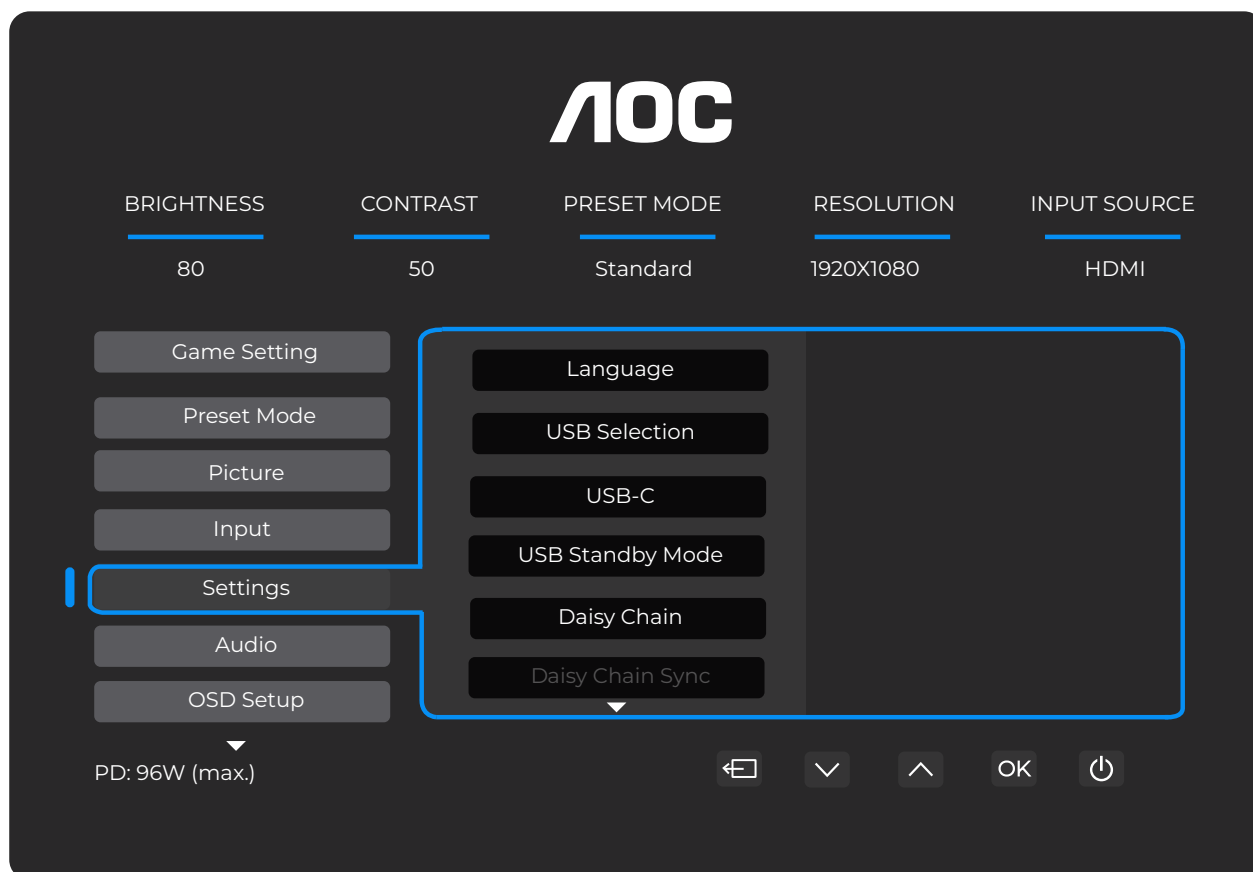 AOC
BRIGHTNESS CONTRAST PRESET MODE RESOLUTION INPUT SOURCE
80 50 Standard 1920X1080 HDMI
Game Setting
Preset Mode
Picture
Input
Settings
Audio
OSD Setup
Language
USB Selection
USB-C
USB Standby Mode
Daisy Chain
Daisy Chain Sync
PD: 96W (max.)
OK